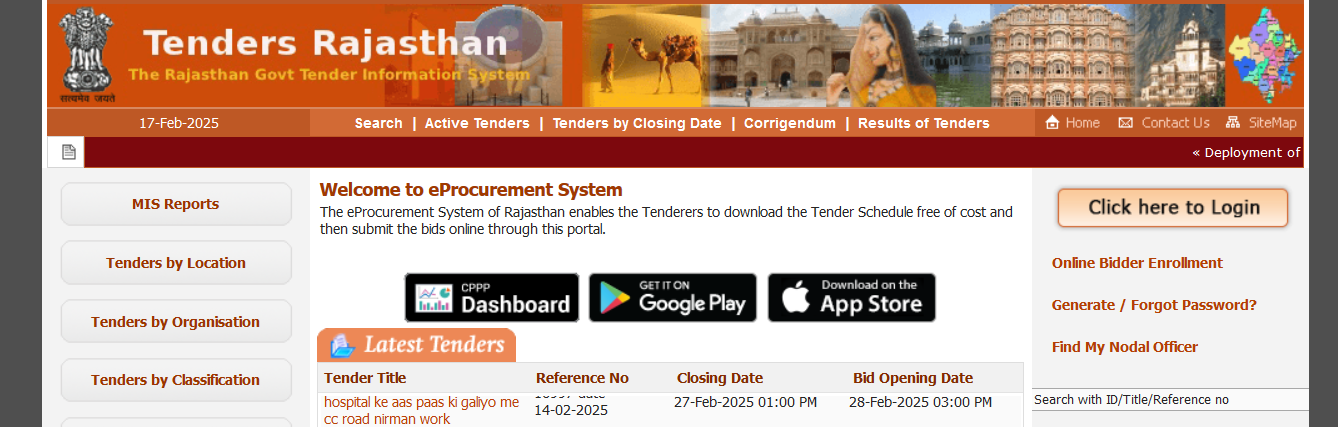 Tenders Rajasthan
The Rajasthan Govt Tender Information System
सत्यमेव जयते
17-Feb-2025
Search | Active Tenders | Tenders by Closing Date | Corrigendum | Results of Tenders
Home
Contact Us
SiteMap
« Deployment of
MIS Reports
Tenders by Location
Tenders by Organisation
Tenders by Classification
Welcome to eProcurement System
The eProcurement System of Rajasthan enables the Tenderers to download the Tender Schedule free of cost and
then submit the bids online through this portal.
CPPP
Dashboard
GET IT ON
Google Play
Download on the
App Store
Latest Tenders
Tender Title Reference No Closing Date Bid Opening Date
hospital ke aas paas ki galiyo me
cc road nirman work
14-02-2025
27-Feb-2025 01:00 PM
28-Feb-2025 03:00 PM
Click here to Login
Online Bidder Enrollment
Generate / Forgot Password?
Find My Nodal Officer
Search with ID/Title/Reference no